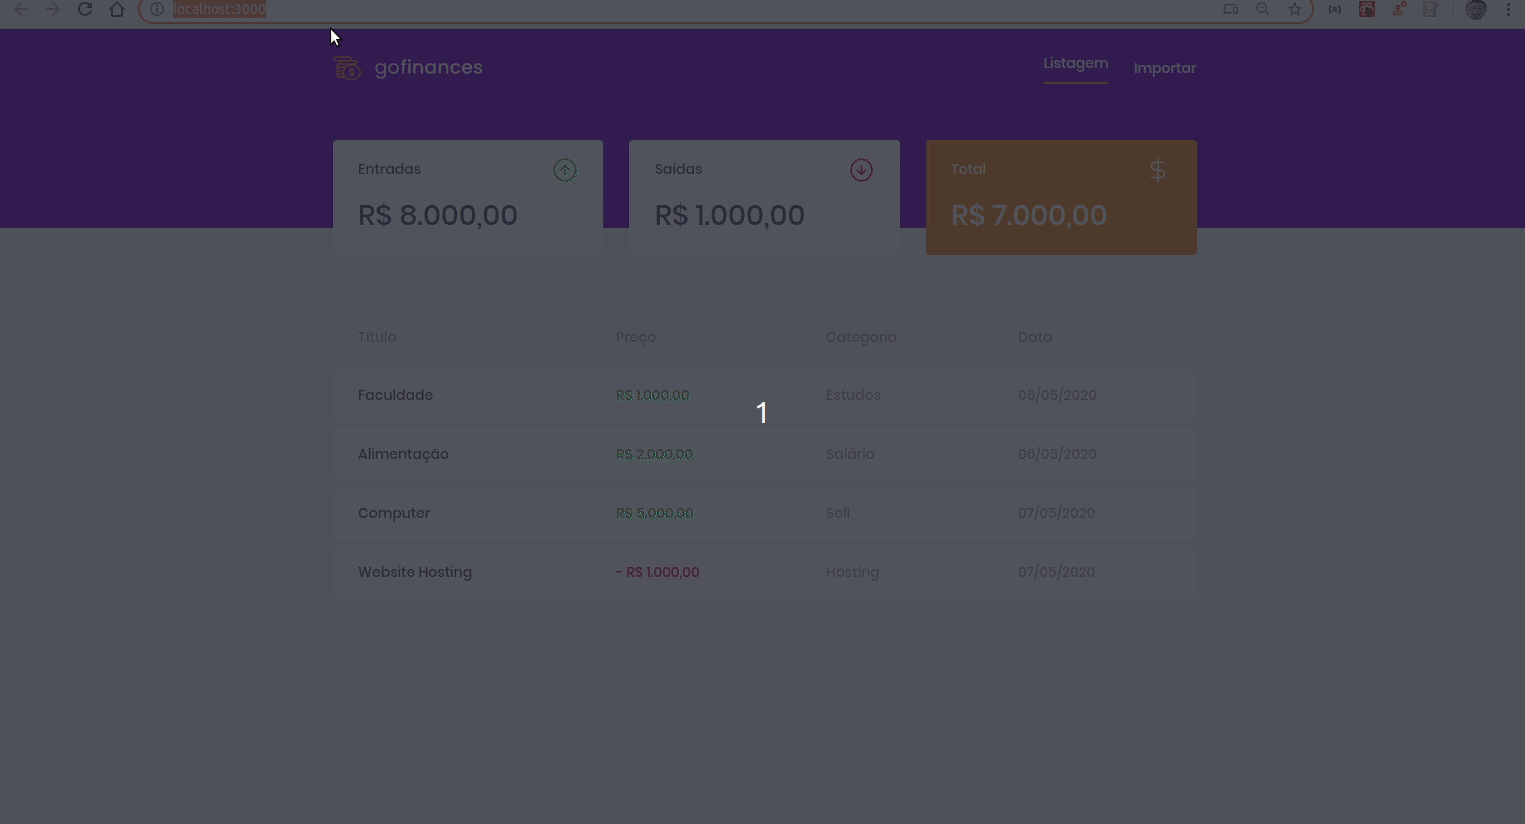 localhost:3000
gofinances
Listagem
Importar
Entradas
Saídas
Total
$
R$ 8.000,00
R$ 1.000,00
R$ 7.000,00
Título Preço Categoria Data
Faculdade R$ 1.000,00 Estudos 06/05/2020
1
Alimentação R$ 2.000,00 Salário 06/05/2020
Computer R$ 5.000,00 Sell 07/05/2020
Website Hosting - R$ 1.000,00 Hosting 07/05/2020